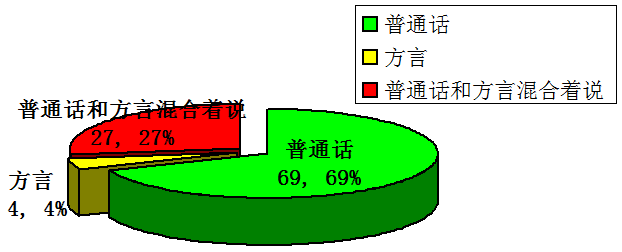 普通话
方言
普通话和方言混合着说
普通话和方言混合着说
27, 27%
普通话
69, 69%
方言
4, 4%